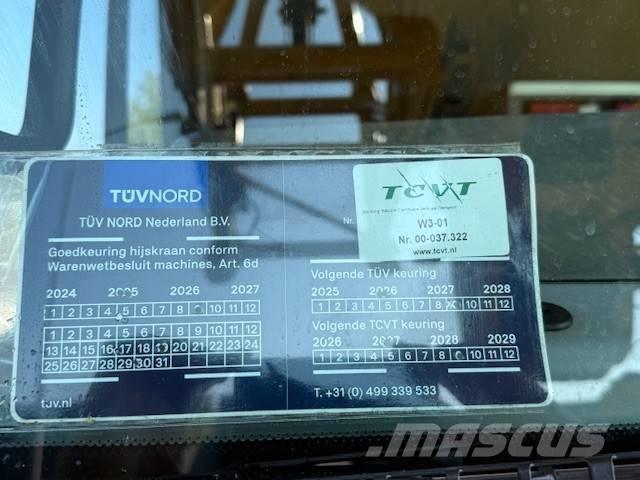 TÜVNORD
TÜV NORD Nederland B.V.
Goedkeuring hijskraan conform
Warenwetbesluit machines, Art. 6d
2024 2025 2026 2027
1 2 3 4 5 6 7 8 10 11 12
1 2 3 4 5 6 7 8 9 10 11 12
13 14 15 16 17 18 19 20 21 22 23 24
25 26 27 28 29 30 31
tuv.nl
Nr.
TCVT
W3-01
Nr. 00-037.322
www.tcvt.nl
Volgende TÜV keuring
2025 2026 2027 2028
1 2 3 4 5 6 7 8 10 11 12
Volgende TCVT keuring
2026 2027 2028 2029
1 2 3 4 5 6 7 8 10 11 12
T. +31 (0) 499 339 533
MASCUS